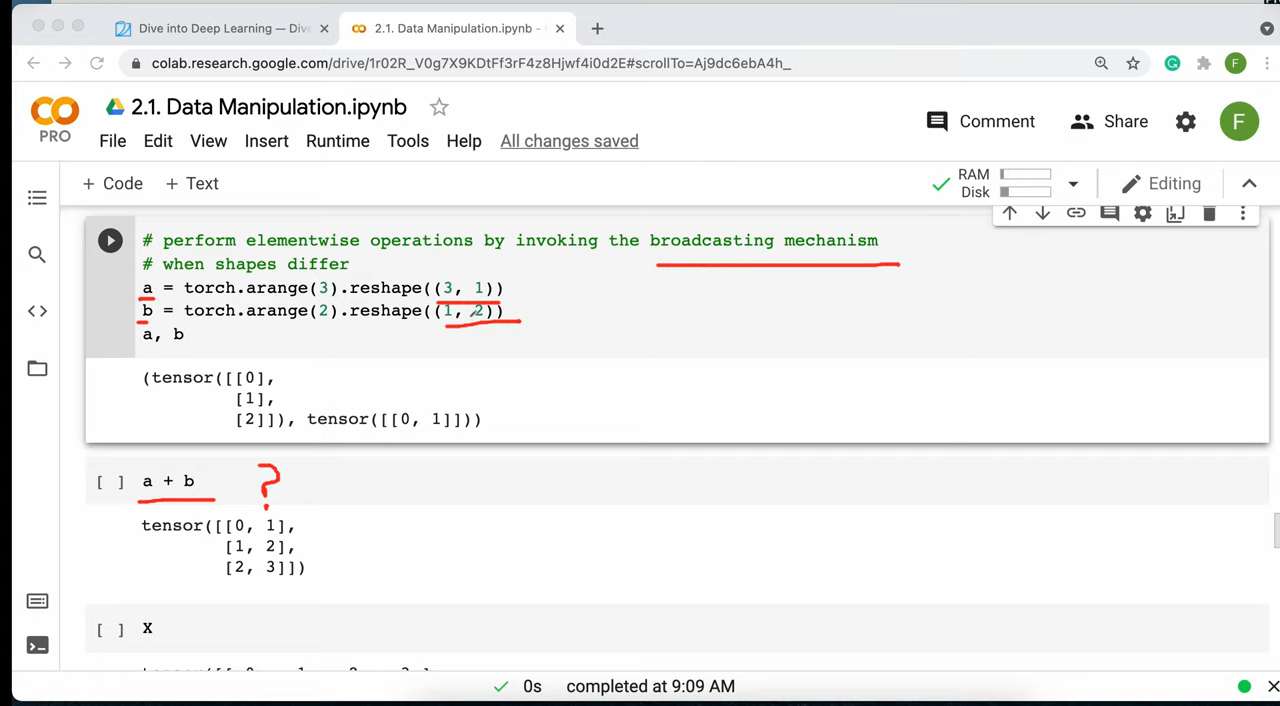 Dive into Deep Learning — Dive
2.1. Data Manipulation.ipynb -
colab.research.google.com/drive/1r02R_V0g7X9KDtFf3rF4z8Hjwf4i0d2E#scrollTo=Aj9dc6ebA4h_
F
PRO
2.1. Data Manipulation.ipynb
Comment
Share
F
File Edit View Insert Runtime Tools Help All changes saved
+ Code + Text
RAM
Disk
Editing
# perform elementwise operations by invoking the broadcasting mechanism
# when shapes differ
a = torch.arange(3).reshape((3, 1))
b = torch.arange(2).reshape((1, 2))
a, b
(tensor([[0],
[1],
[2]]), tensor([[0, 1]]))
[ ] a + b ?
tensor([[0, 1],
[1, 2],
[2, 3]])
[ ] X
0s completed at 9:09 AM